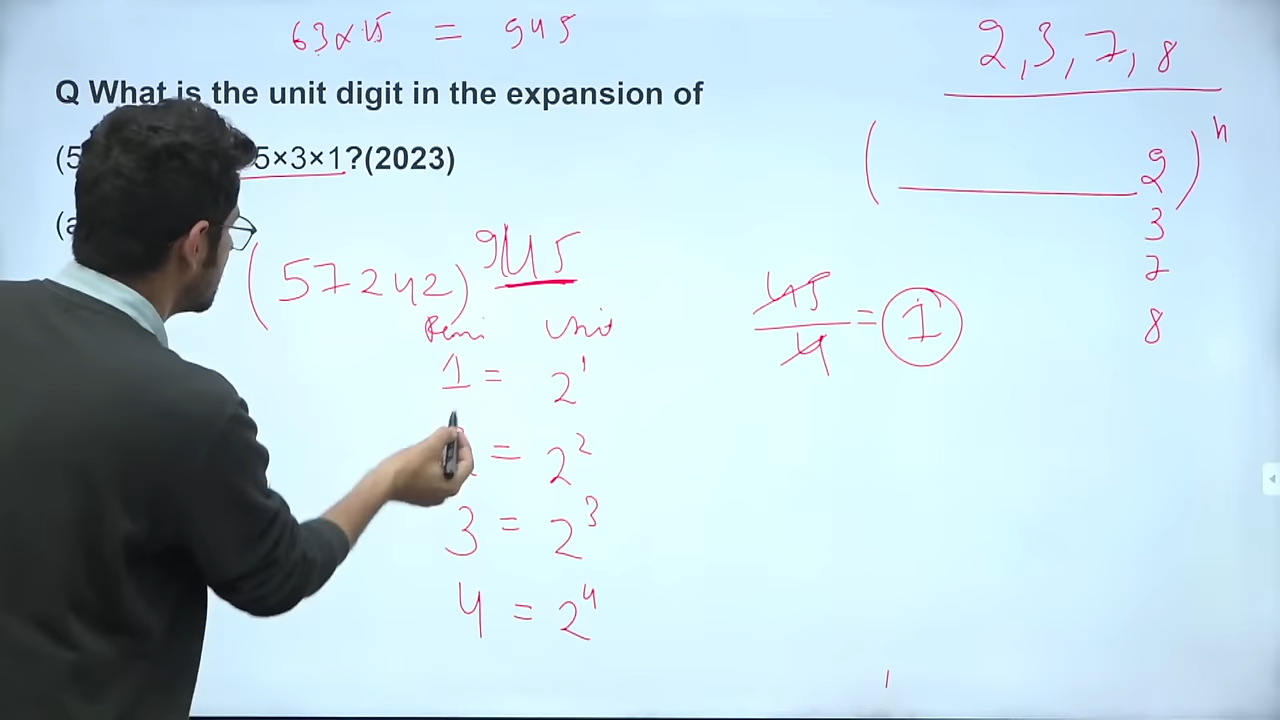 63×15 = 945
2, 3, 7, 8
Q What is the unit digit in the expansion of
(5 5×3×1?(2023)
( 2 )ⁿ
3
7
8
(a
(57242)⁹⁴⁵
Remi Unit
1 = 2¹
= 2²
3 = 2³
4 = 2⁴
45/4 = 1